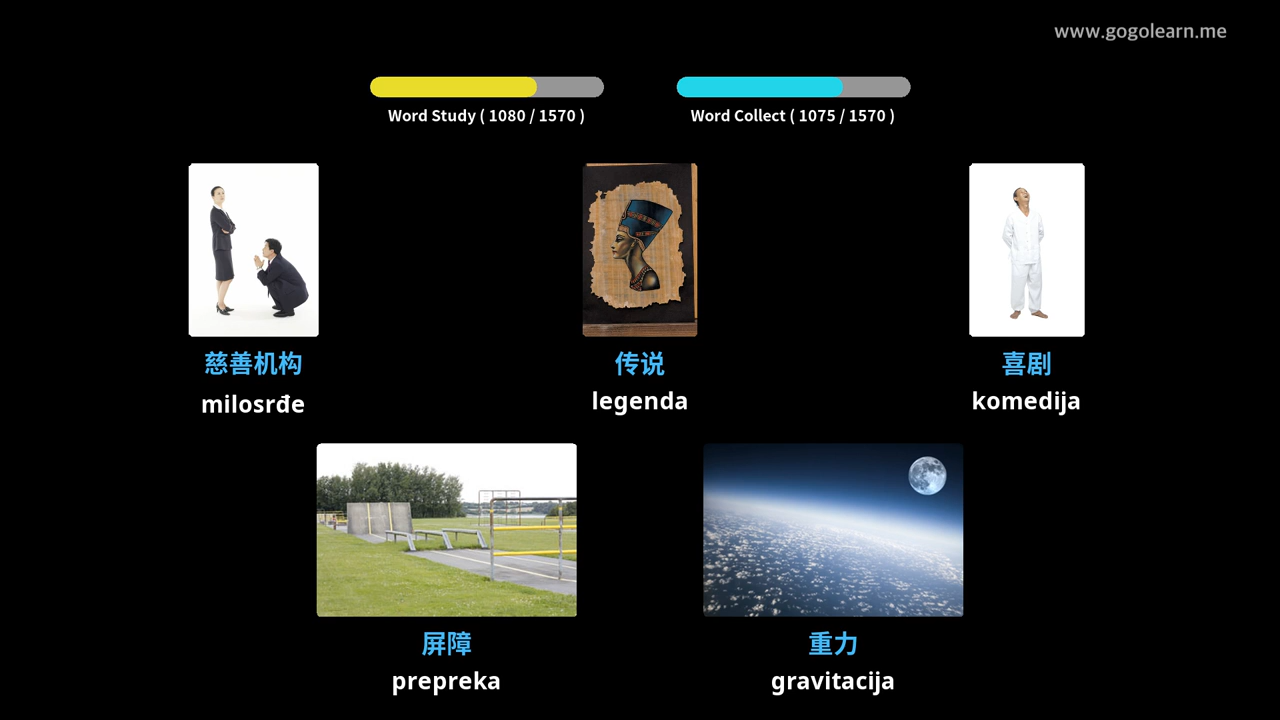 www.gogolearn.me
Word Study ( 1080 / 1570 )
Word Collect ( 1075 / 1570 )
慈善机构
milosrđe
传说
legenda
喜剧
komedija
屏障
prepreka
重力
gravitacija